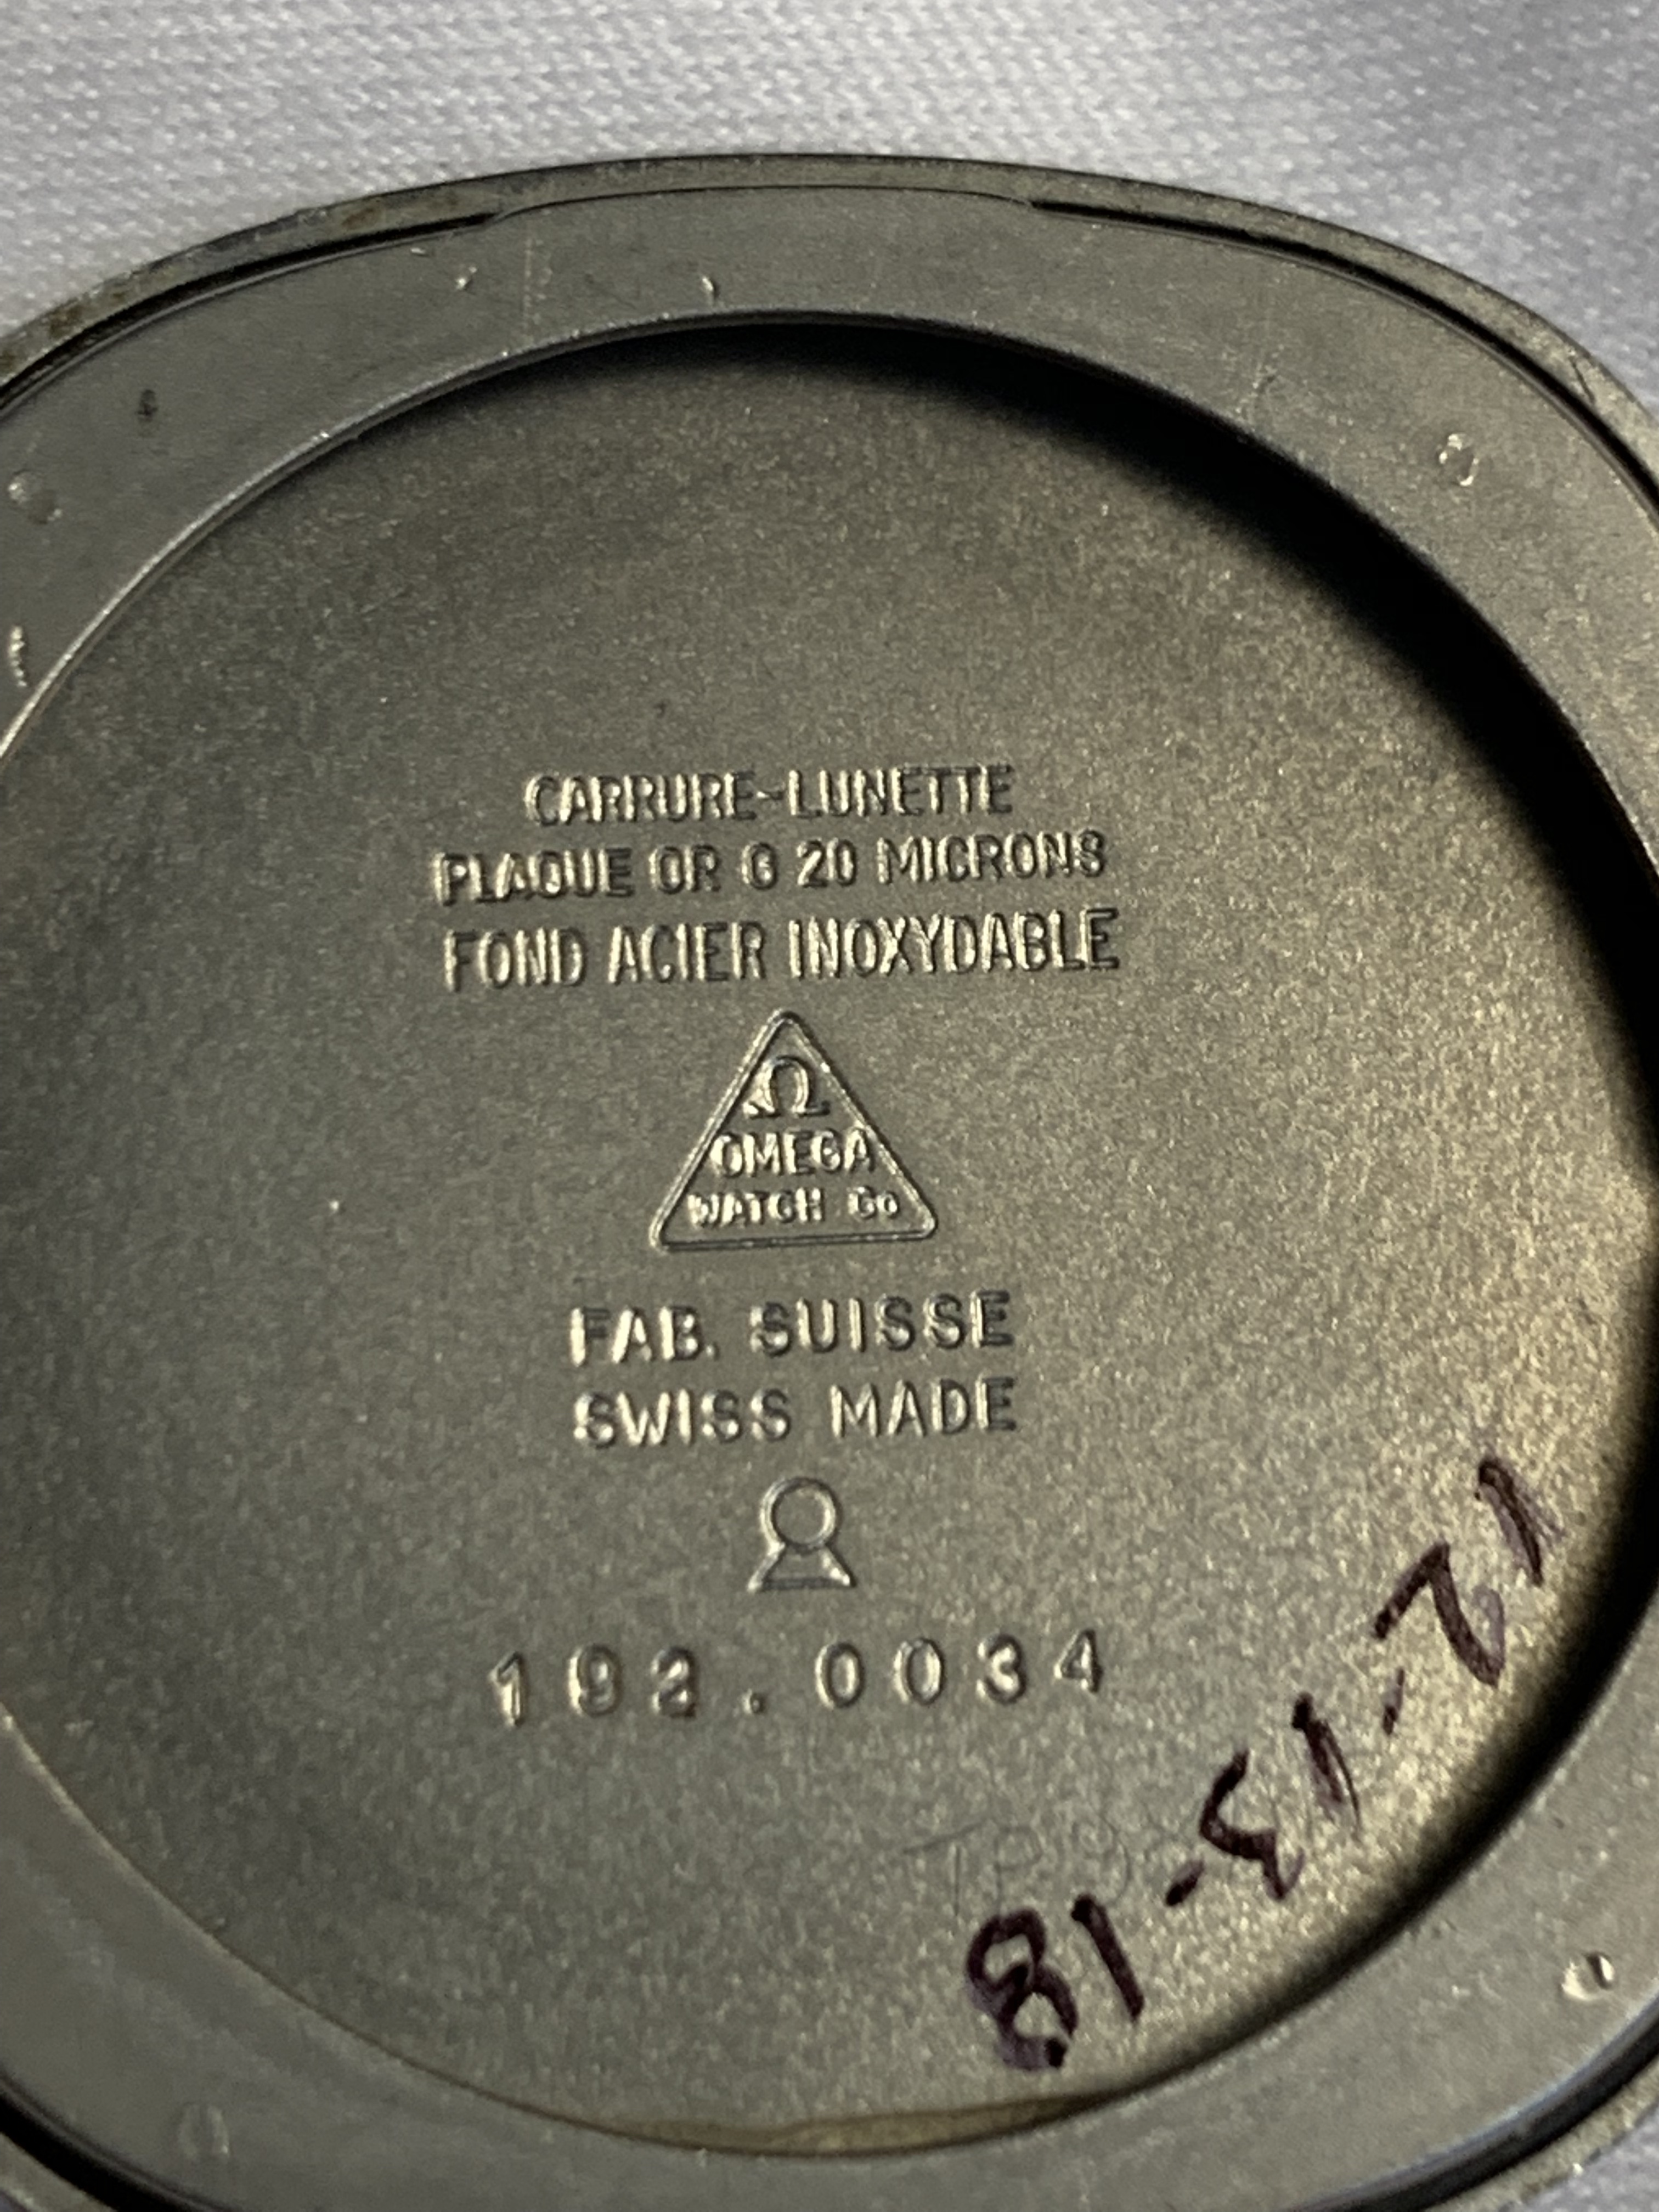 CARRURE-LUNETTE
PLAQUE OR G 20 MICRONS
FOND ACIER INOXYDABLE
Ω
OMEGA
WATCH Co
FAB. SUISSE
SWISS MADE
192.0034
12-13-18